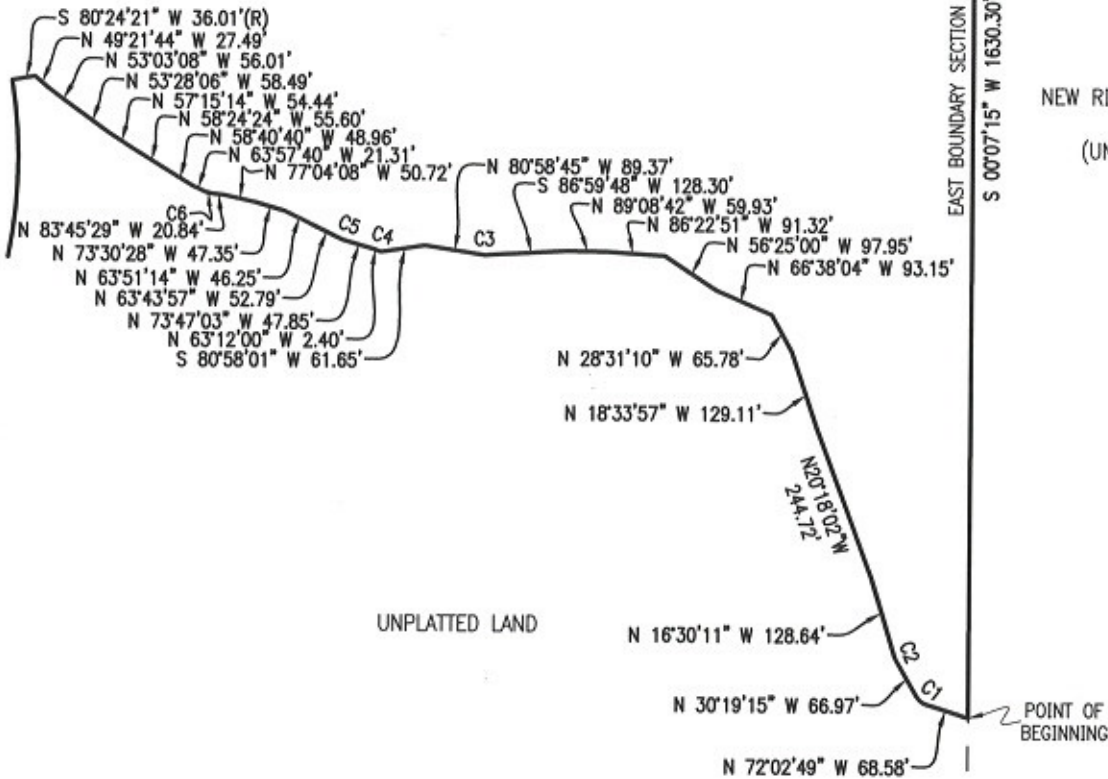 S 80°24'21" W 36.01'(R)
N 49°21'44" W 27.49'
N 53°03'08" W 56.01'
N 53°28'06" W 58.49'
N 57°15'14" W 54.44'
N 58°24'24" W 55.60'
N 58°40'40" W 48.96'
N 63°57'40" W 21.31'
N 77°04'08" W 50.72'
C6
N 83°45'29" W 20.84'
N 73°30'28" W 47.35'
N 63°51'14" W 46.25'
N 63°43'57" W 52.79'
N 73°47'03" W 47.85'
N 63°12'00" W 2.40'
S 80°58'01" W 61.65'
C5
C4
N 80°58'45" W 89.37'
C3
S 86°59'48" W 128.30'
N 89°08'42" W 59.93'
N 86°22'51" W 91.32'
N 56°25'00" W 97.95'
N 66°38'04" W 93.15'
EAST BOUNDARY SECTION
S 00°07'15" W 1630.30'
N 28°31'10" W 65.78'
N 18°33'57" W 129.11'
N20°18'02"W
244.72'
UNPLATTED LAND
N 16°30'11" W 128.64'
C2
C1
N 30°19'15" W 66.97'
N 72°02'49" W 68.58'
POINT OF
BEGINNING
NEW